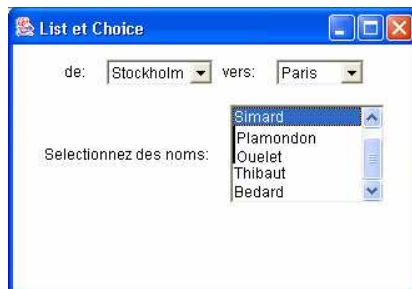 List et Choice
de: Stockholm vers: Paris
Simard
Plamondon
Selectionnez des noms: Ouelet
Thibaut
Bedard